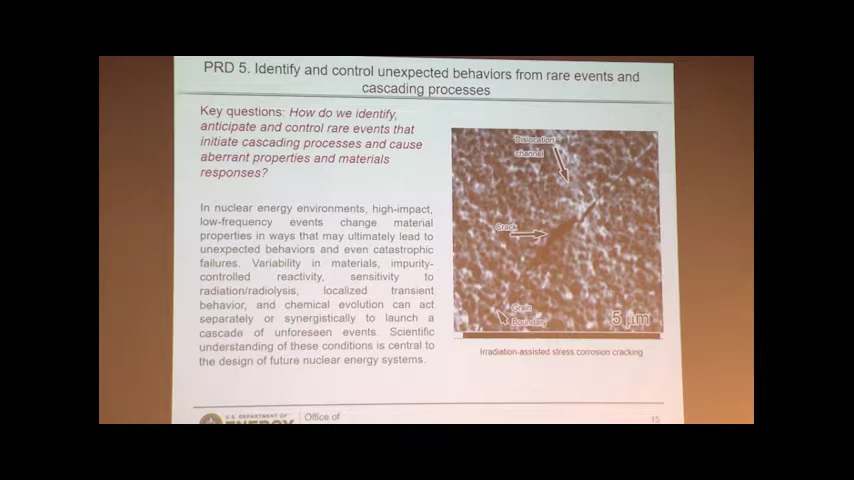 PRD 5. Identify and control unexpected behaviors from rare events and
cascading processes
Key questions: How do we identify,
anticipate and control rare events that
initiate cascading processes and cause
aberrant properties and materials
responses?
In nuclear energy environments, high-impact,
low-frequency events change material
properties in ways that may ultimately lead to
unexpected behaviors and even catastrophic
failures. Variability in materials, impurity-
controlled reactivity, sensitivity to
radiation/radiolysis, localized transient
behavior, and chemical evolution can act
separately or synergistically to launch a
cascade of unforeseen events. Scientific
understanding of these conditions is central to
the design of future nuclear energy systems.
Dislocation
channel
Crack
Grain
Boundary
5 µm
Irradiation-assisted stress corrosion cracking
U.S. DEPARTMENT OF
ENERGY
Office of
15